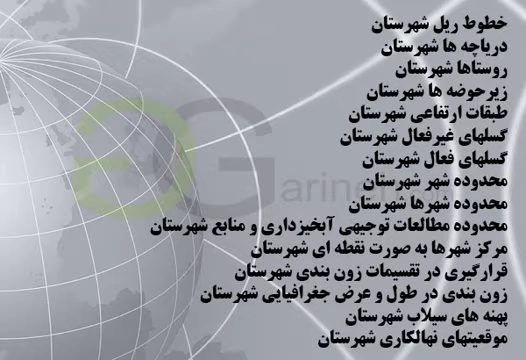 خطوط ریل شهرستان
دریاچه ها شهرستان
روستاها شهرستان
زیرحوضه ها شهرستان
طبقات ارتفاعی شهرستان
گسلهای غیرفعال شهرستان
گسلهای فعال شهرستان
محدوده شهر شهرستان
محدوده شهرها شهرستان
محدوده مطالعات توجیهی آبخیزداری و منابع شهرستان
مرکز شهرها به صورت نقطه ای شهرستان
قرارگیری در تقسیمات زون بندی شهرستان
زون بندی در طول و عرض جغرافیایی شهرستان
پهنه های سیلاب شهرستان
موقعیتهای نهالکاری شهرستان